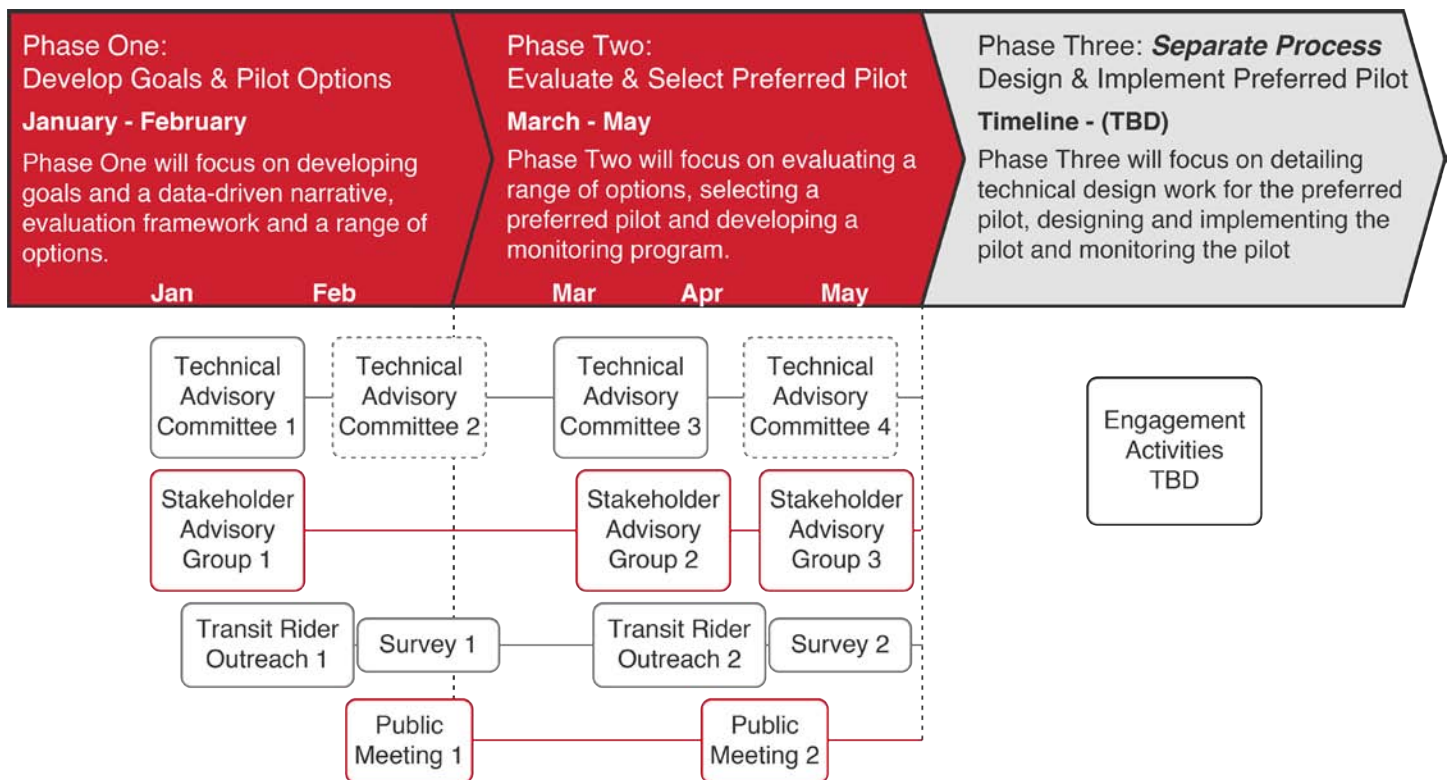 Phase One:
Develop Goals & Pilot Options
January - February
Phase One will focus on developing
goals and a data-driven narrative,
evaluation framework and a range of
options.
Jan
Feb
Phase Two:
Evaluate & Select Preferred Pilot
March - May
Phase Two will focus on evaluating a
range of options, selecting a
preferred pilot and developing a
monitoring program.
Mar
Apr
May
Phase Three: Separate Process
Design & Implement Preferred Pilot
Timeline - (TBD)
Phase Three will focus on detailing
technical design work for the preferred
pilot, designing and implementing the
pilot and monitoring the pilot
Technical
Advisory
Committee 1
Technical
Advisory
Committee 2
Technical
Advisory
Committee 3
Technical
Advisory
Committee 4
Stakeholder
Advisory
Group 1
Stakeholder
Advisory
Group 2
Stakeholder
Advisory
Group 3
Transit Rider
Outreach 1
Survey 1
Transit Rider
Outreach 2
Survey 2
Public
Meeting 1
Public
Meeting 2
Engagement
Activities
TBD